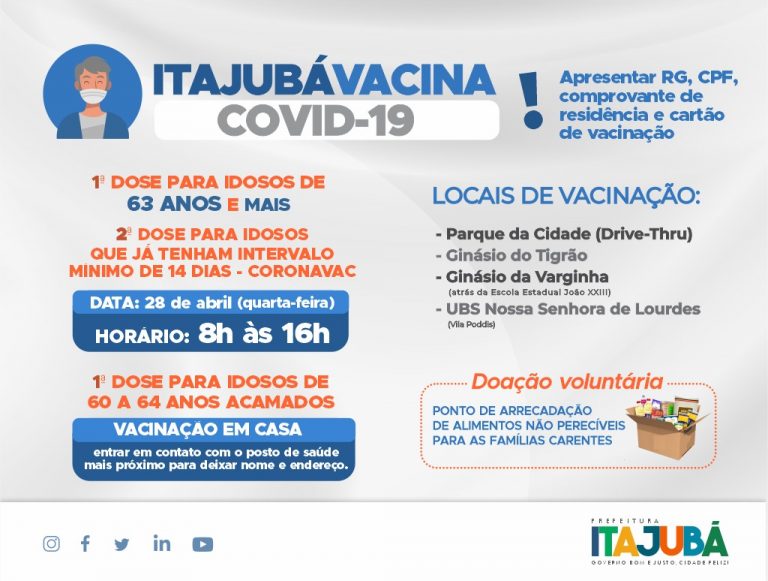 ITAJUBÁVACINA
COVID-19
!
Apresentar RG, CPF,
comprovante de
residência e cartão
de vacinação
1ª DOSE PARA IDOSOS DE
63 ANOS E MAIS
2ª DOSE PARA IDOSOS
QUE JÁ TENHAM INTERVALO
MÍNIMO DE 14 DIAS - CORONAVAC
DATA: 28 de abril (quarta-feira)
HORÁRIO: 8h às 16h
1ª DOSE PARA IDOSOS DE
60 A 64 ANOS ACAMADOS
VACINAÇÃO EM CASA
entrar em contato com o posto de saúde
mais próximo para deixar nome e endereço.
LOCAIS DE VACINAÇÃO:
- Parque da Cidade (Drive-Thru)
- Ginásio do Tigrão
- Ginásio da Varginha
(atrás da Escola Estadual João XXIII)
- UBS Nossa Senhora de Lourdes
(Vila Poddis)
Doação voluntária
PONTO DE ARRECADAÇÃO
DE ALIMENTOS NÃO PERECÍVEIS
PARA AS FAMÍLIAS CARENTES
PREFEITURA
ITAJUBÁ
GOVERNO BOM E JUSTO, CIDADE FELIZ!